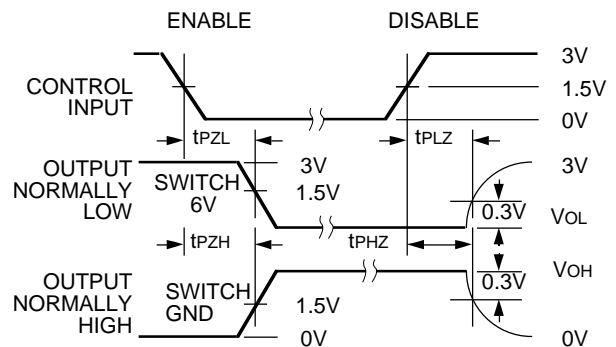 ENABLE DISABLE
3V
CONTROL
INPUT
1.5V
0V
tPZL tPLZ
OUTPUT
NORMALLY
LOW
SWITCH
6V
3V
1.5V
3V
0.3V
VOL
tPZH tPHZ
VOH
0.3V
OUTPUT
NORMALLY
HIGH
SWITCH
GND
1.5V
0V
0V